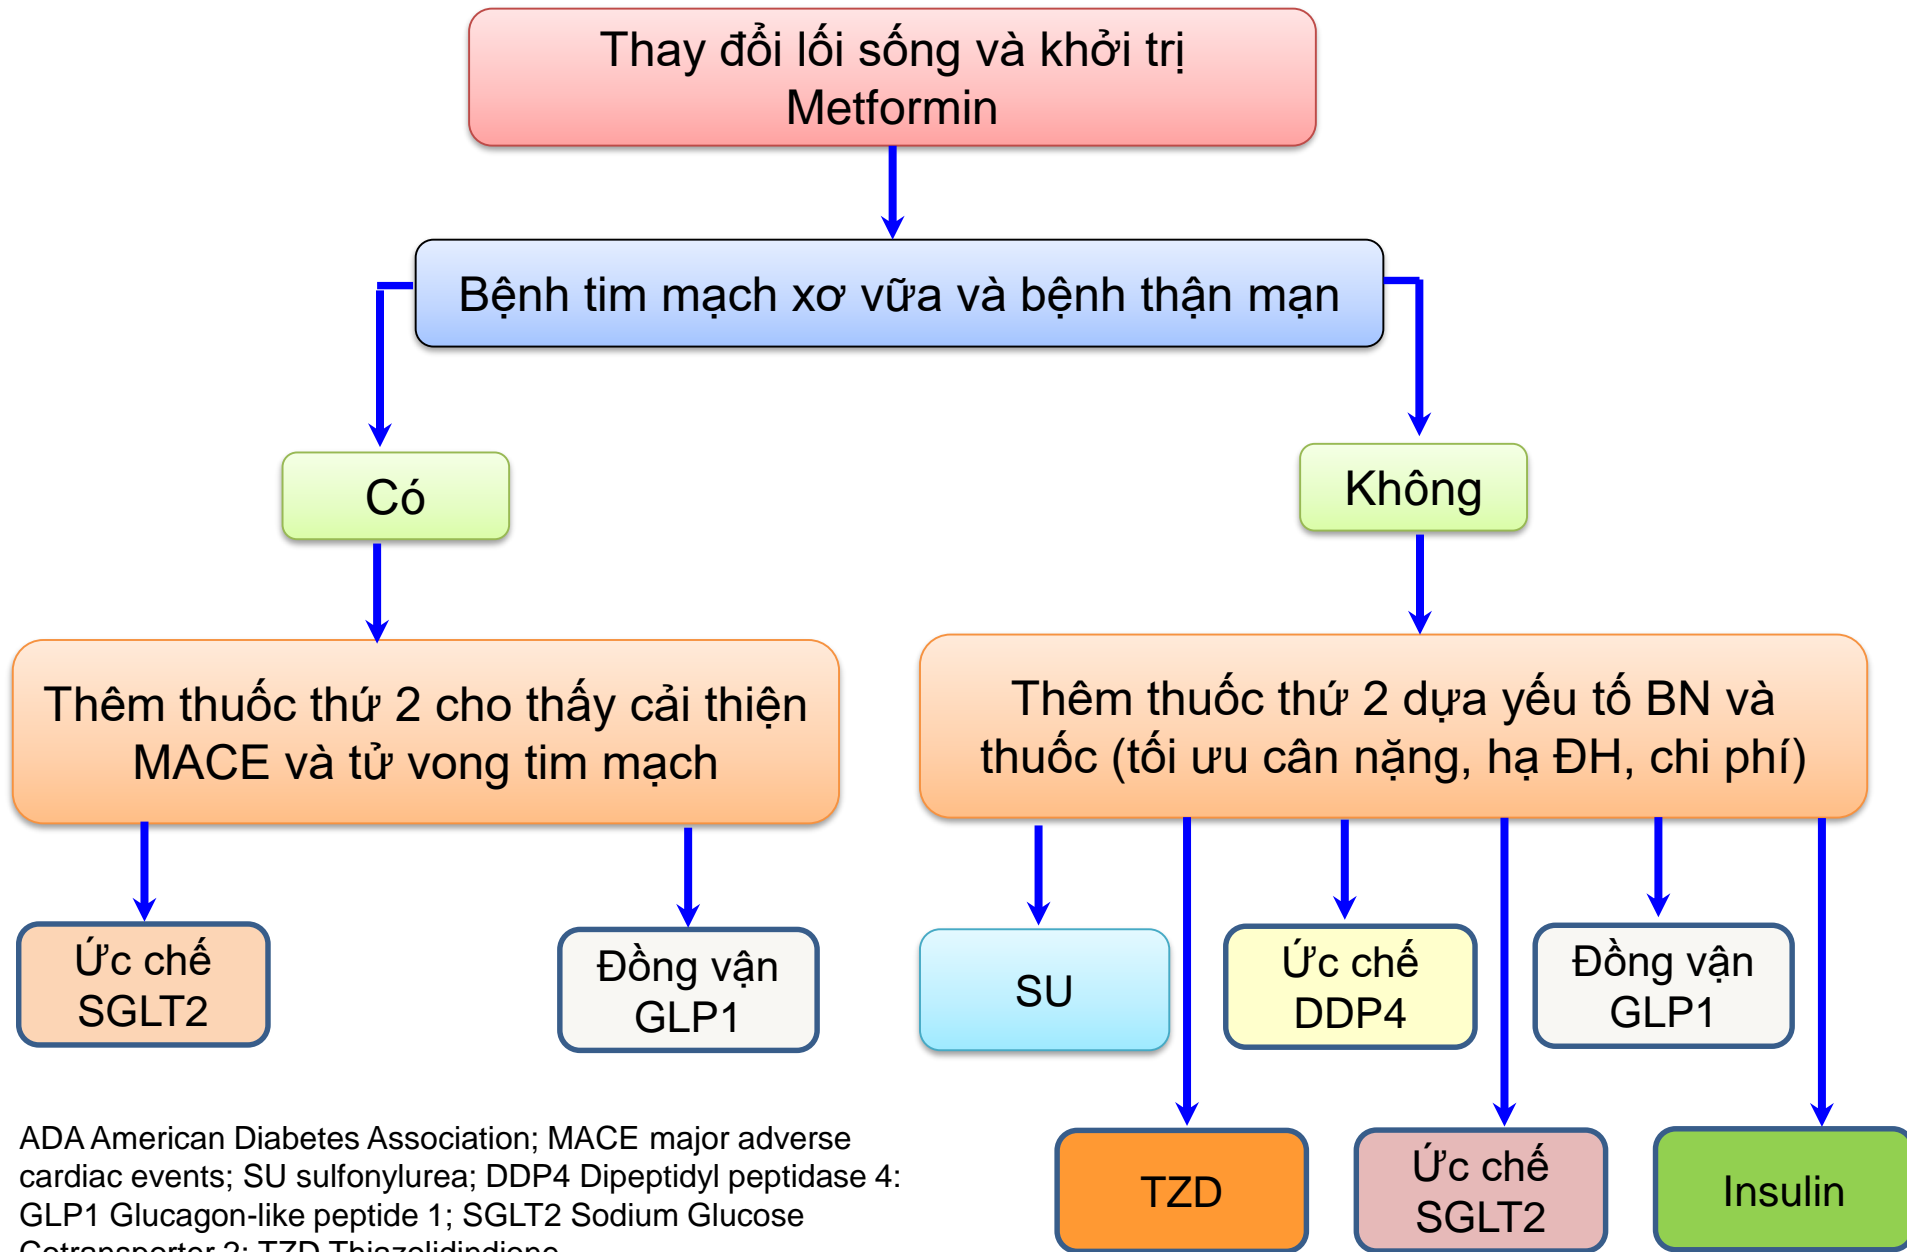 Thay đổi lối sống và khởi trị
Metformin
Bệnh tim mạch xơ vữa và bệnh thận mạn
Có
Không
Thêm thuốc thứ 2 cho thấy cải thiện
MACE và tử vong tim mạch
Thêm thuốc thứ 2 dựa yếu tố BN và
thuốc (tối ưu cân nặng, hạ ĐH, chi phí)
Ức chế
SGLT2
Đồng vận
GLP1
SU
Ức chế
DDP4
Đồng vận
GLP1
TZD
Ức chế
SGLT2
Insulin
ADA American Diabetes Association; MACE major adverse
cardiac events; SU sulfonylurea; DDP4 Dipeptidyl peptidase 4:
GLP1 Glucagon-like peptide 1; SGLT2 Sodium Glucose
Cotransporter 2; TZD Thiazolidindione